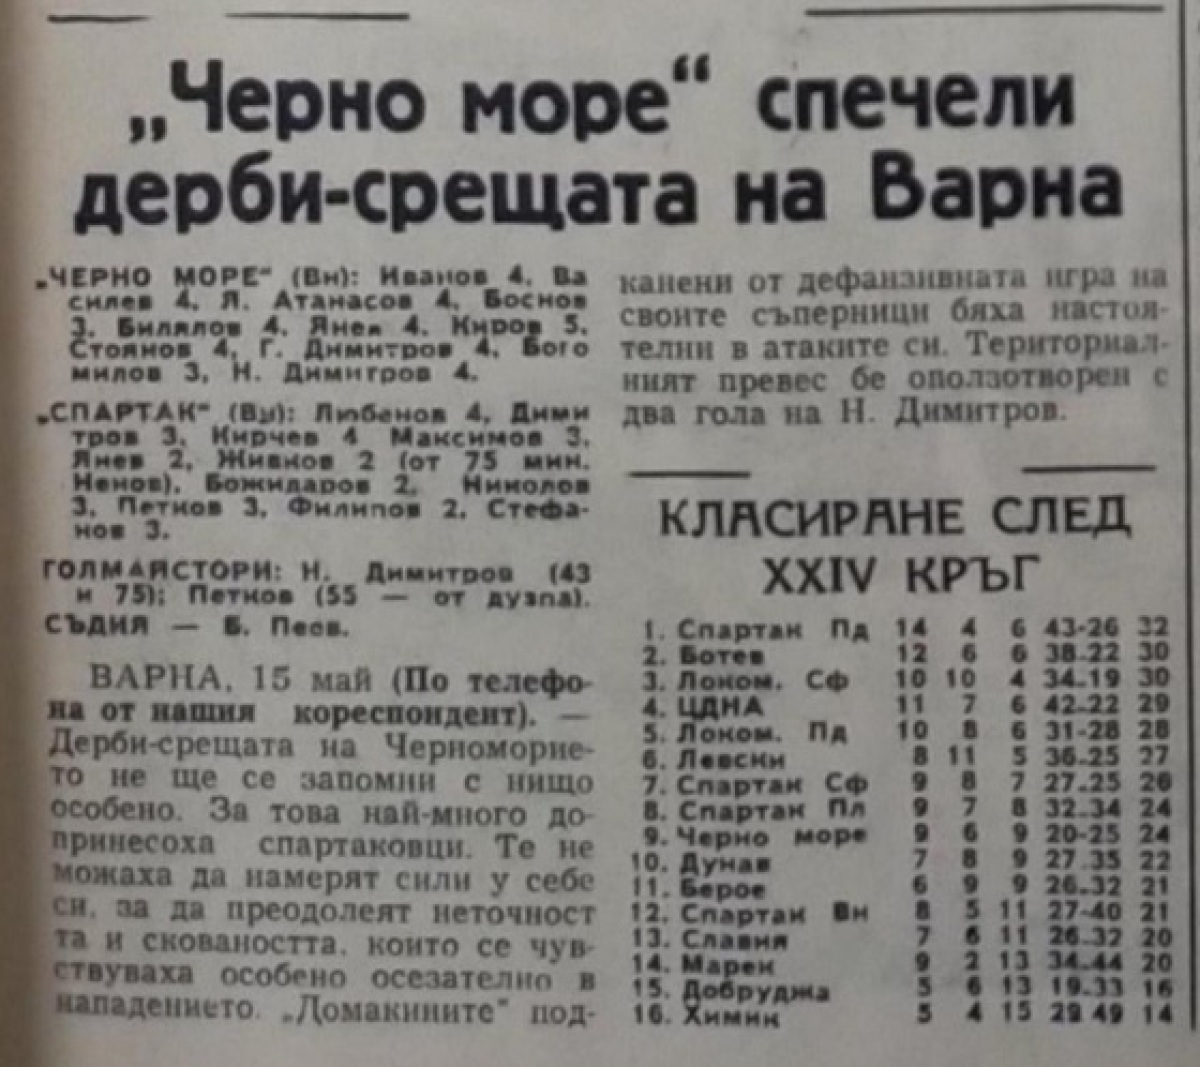 „Черно море“ спечели
дерби-срещата на Варна
„ЧЕРНО МОРЕ“ (Вн): Иванов 4, Ва
силев 4, Л. Атанасов 4, Боснов
3, Билялов 4, Янев 4, Киров 5,
Стоянов 4, Г. Димитров 4, Бого
милов 3, Н. Димитров 4.
„СПАРТАК“ (Вн): Любенов 4, Дими
тров 3, Кирчев 4 Максимов 3,
Янев 2, Живков 2 (от 75 мин.
Ненов), Божидаров 2, Николов
3, Петков 3, Филипов 2, Стефа-
нов 3.
ГОЛМАЙСТОРИ: Н. Димитров (43
и 75); Петков (55 — от дузпа).
СЪДИЯ — Б. Песв.
ВАРНА, 15 май (По телефо-
на от нашия кореспондент). —
Дерби-срещата на Черноморие-
то не ще се запомни с нищо
особено. За това най-много до-
принесоха спартаковци. Те не
можаха да намерят сили у себе
си, за да преодолеят неточност
та и сковаността, които се чув-
ствуваха особено осезателно в
нападението. „Домакините“ под-
канени от дефанзивната игра на
своите съперници бяха настоя-
телни в атаките си. Териториал-
ният превес бе оползотворен с
два гола на Н. Димитров.
КЛАСИРАНЕ СЛЕД
XXIV КРЪГ
1. Спартак Пд 14 4 6 43-26 32
2. Ботев 12 6 6 38-22 30
3. Локом. Сф 10 10 4 34-19 30
4. ЦДНА 11 7 6 42-22 29
5. Локом. Пд 10 8 6 31-28 28
6. Левски 8 11 5 36-25 27
7. Спартак Сф 9 8 7 27-25 26
8. Спартак Пл 9 7 8 32-34 24
9. Черно море 9 6 9 20-25 24
10. Дунав 7 8 9 27-35 22
11. Берое 6 9 9 26-32 21
12. Спартак Вн 8 5 11 27-40 21
13. Славия 7 6 11 26-32 20
14. Марек 9 2 13 34-44 20
15. Добруджа 5 6 13 19-33 16
16. Химик 5 4 15 29 49 14